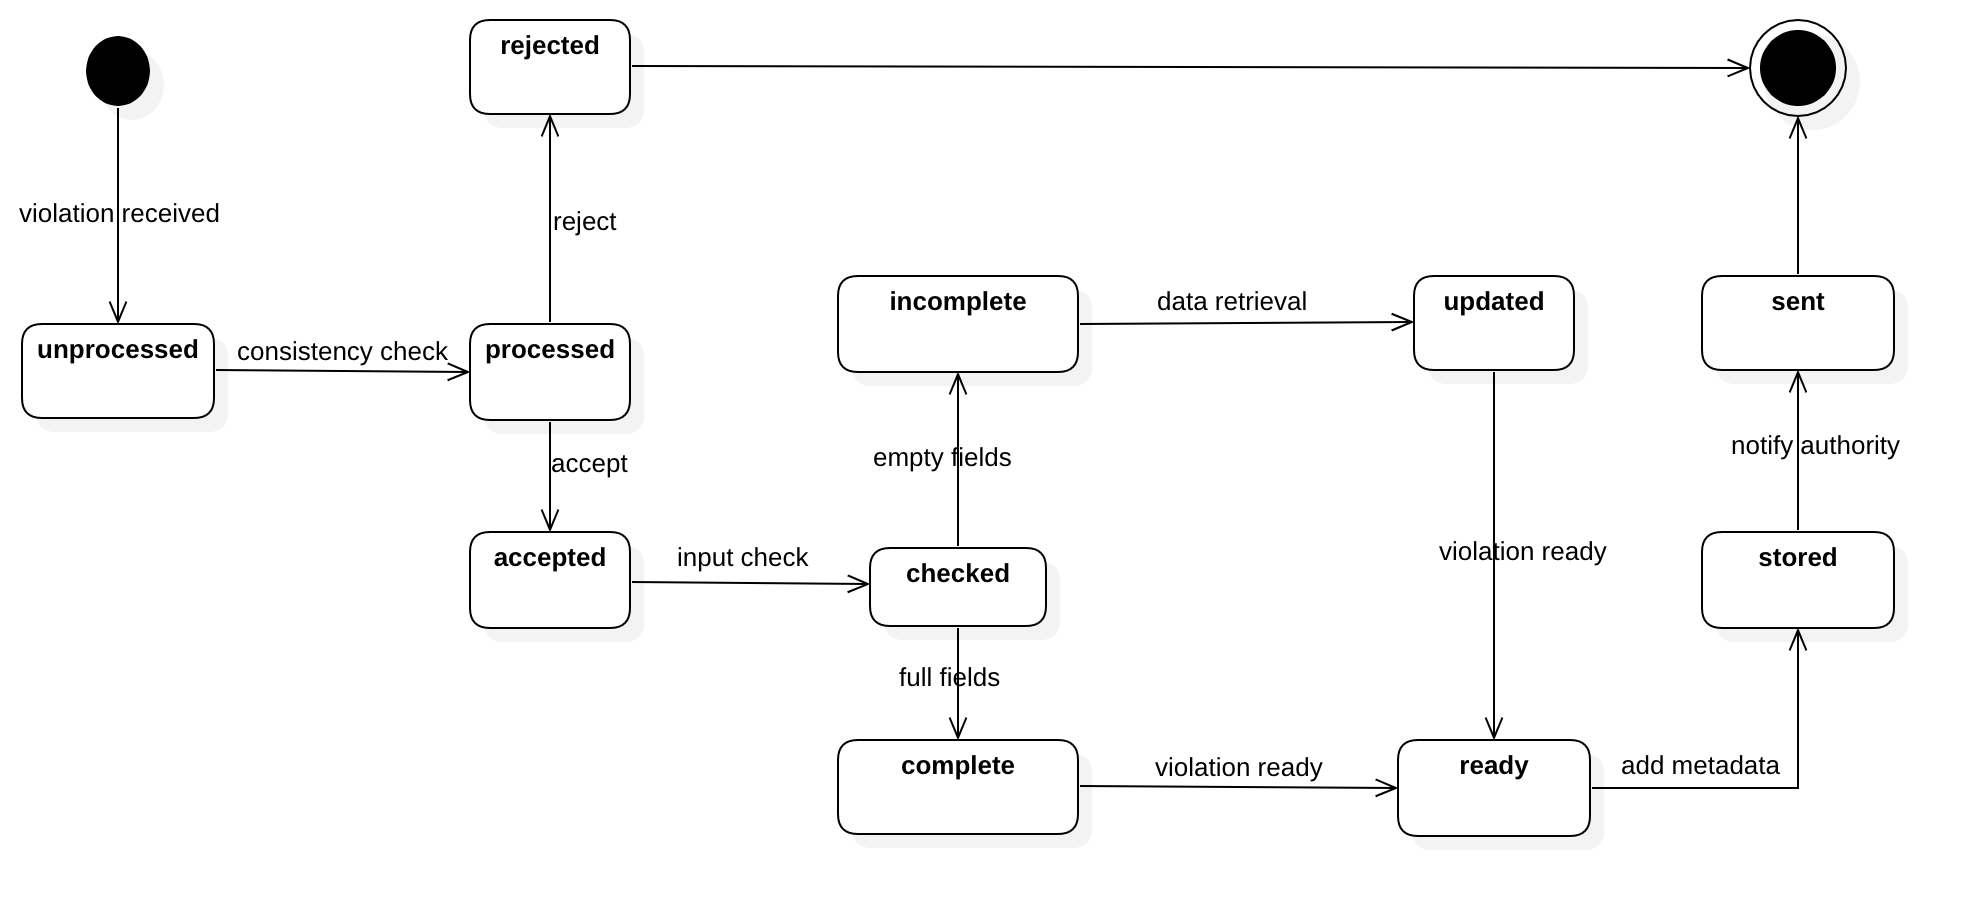 rejected
violation received
reject
unprocessed
consistency check
processed
accept
accepted
input check
checked
incomplete
data retrieval
updated
empty fields
full fields
complete
violation ready
violation ready
ready
add metadata
stored
notify authority
sent